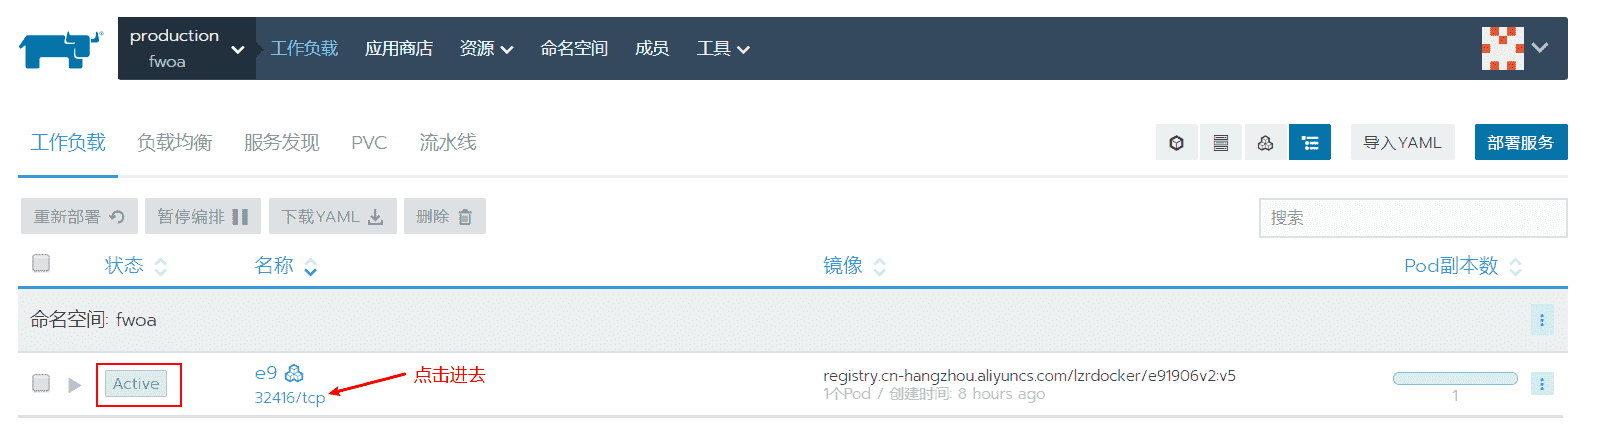 production
fwoa
工作负载 应用商店 资源 命名空间 成员 工具
工作负载 负载均衡 服务发现 PVC 流水线 导入YAML 部署服务
重新部署 暂停编排 下载YAML 删除 搜索
状态 名称 镜像 Pod副本数
命名空间: fwoa
Active e9 点击进去 registry.cn-hangzhou.aliyuncs.com/lzrdocker/e91906v2:v5
32416/tcp 1个Pod / 创建时间: 8 hours ago 1